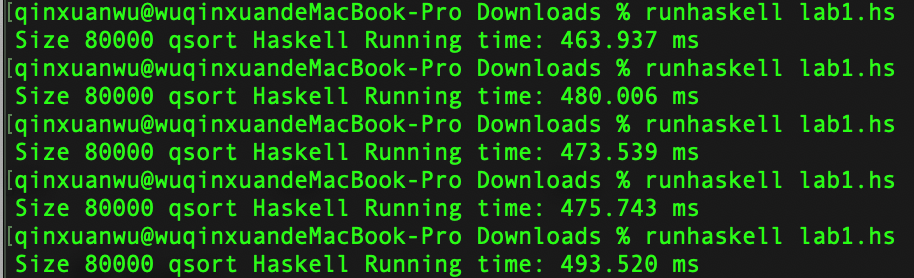 [qinxuanwu@wuqinxuandeMacBook-Pro Downloads % runhaskell lab1.hs
Size 80000 qsort Haskell Running time: 463.937 ms
[qinxuanwu@wuqinxuandeMacBook-Pro Downloads % runhaskell lab1.hs
Size 80000 qsort Haskell Running time: 480.006 ms
[qinxuanwu@wuqinxuandeMacBook-Pro Downloads % runhaskell lab1.hs
Size 80000 qsort Haskell Running time: 473.539 ms
[qinxuanwu@wuqinxuandeMacBook-Pro Downloads % runhaskell lab1.hs
Size 80000 qsort Haskell Running time: 475.743 ms
[qinxuanwu@wuqinxuandeMacBook-Pro Downloads % runhaskell lab1.hs
Size 80000 qsort Haskell Running time: 493.520 ms